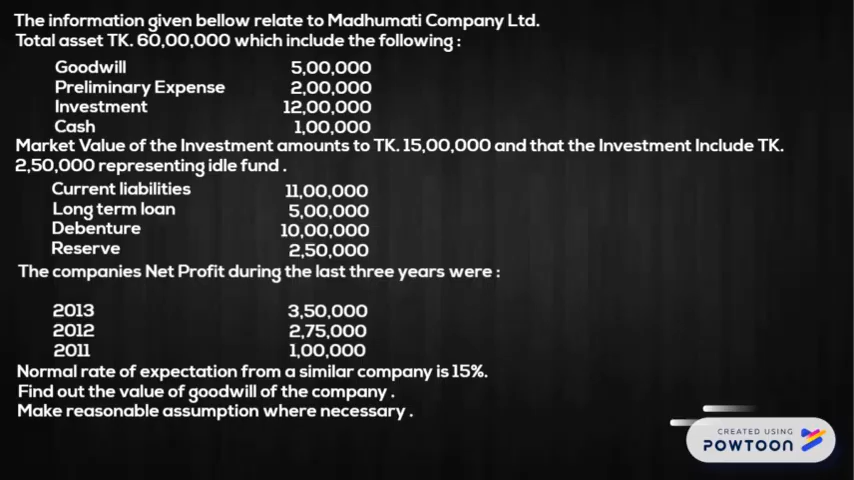 The information given bellow relate to Madhumati Company Ltd.
Total asset TK. 60,00,000 which include the following :
Goodwill 5,00,000
Preliminary Expense 2,00,000
Investment 12,00,000
Cash 1,00,000
Market Value of the Investment amounts to TK. 15,00,000 and that the Investment Include TK.
2,50,000 representing idle fund .
Current liabilities 11,00,000
Long term loan 5,00,000
Debenture 10,00,000
Reserve 2,50,000
The companies Net Profit during the last three years were :
2013 3,50,000
2012 2,75,000
2011 1,00,000
Normal rate of expectation from a similar company is 15%.
Find out the value of goodwill of the company .
Make reasonable assumption where necessary .
CREATED USING
POWTOON